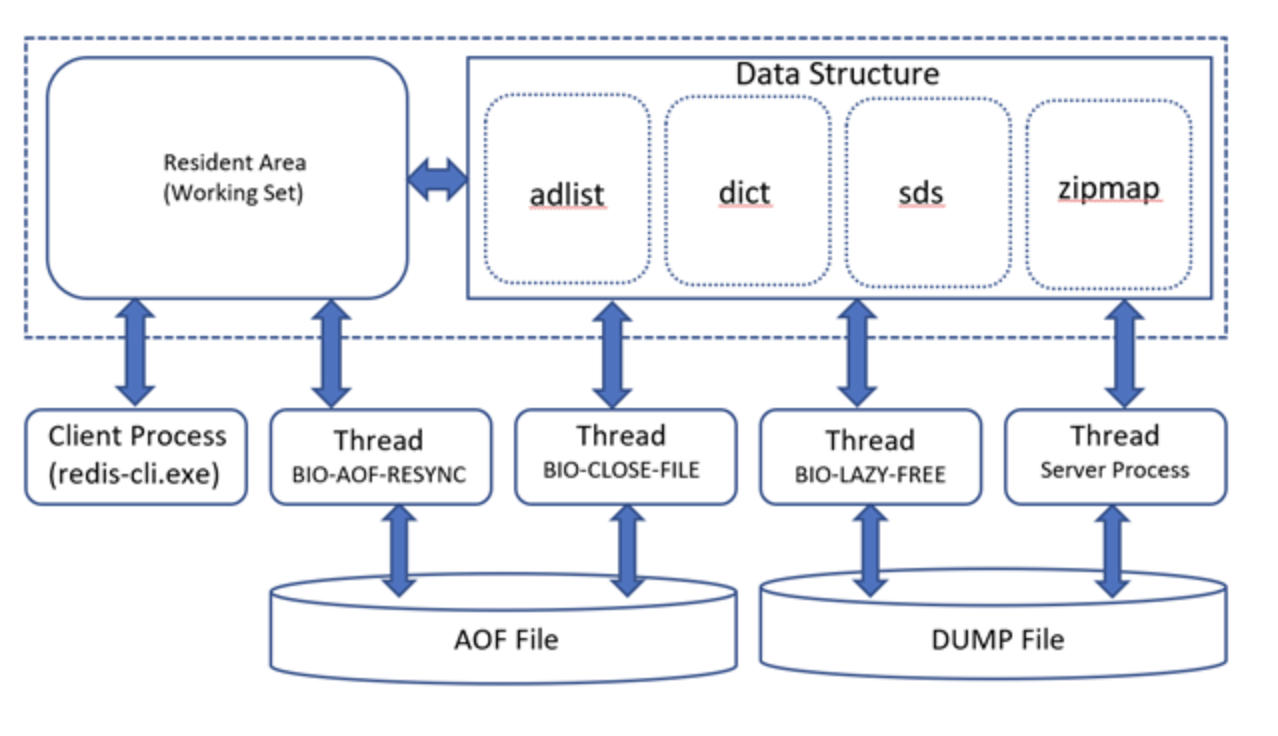 Data Structure
Resident Area
(Working Set)
adlist
dict
sds
zipmap
Client Process
(redis-cli.exe)
Thread
BIO-AOF-RESYNC
Thread
BIO-CLOSE-FILE
Thread
BIO-LAZY-FREE
Thread
Server Process
AOF File
DUMP File